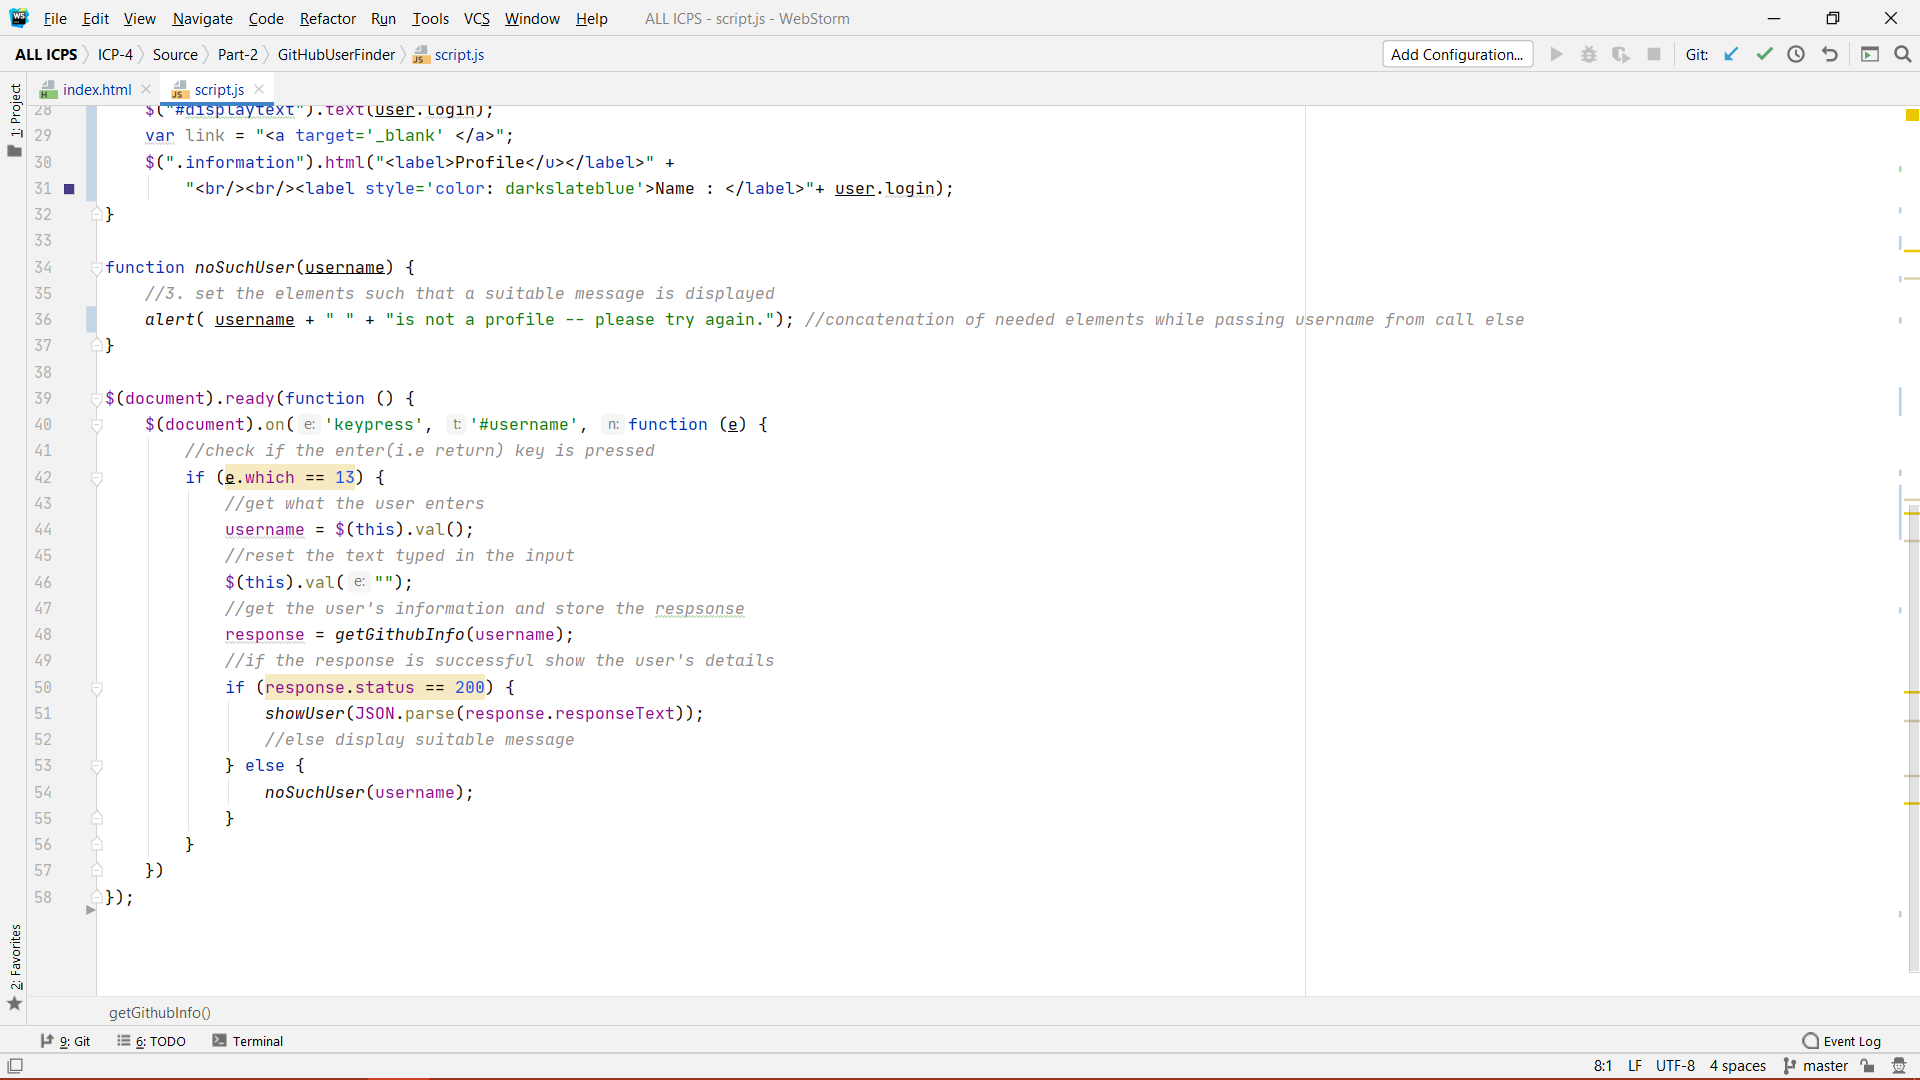 File Edit View Navigate Code Refactor Run Tools VCS Window Help ALL ICPS - script.js - WebStorm
ALL ICPS ICP-4 Source Part-2 GitHubUserFinder script.js Add Configuration... Git:
index.html script.js
1: Project
28 $("#displaytext").text(user.login);
29 var link = "<a target='_blank' </a>";
30 $(".information").html("<label>Profile</u></label>" +
31 "<br/><br/><label style='color: darkslateblue'>Name : </label>"+ user.login);
32 }
33
34 function noSuchUser(username) {
35 //3. set the elements such that a suitable message is displayed
36 alert( username + " " + "is not a profile -- please try again."); //concatenation of needed elements while passing username from call else
37 }
38
39 $(document).ready(function () {
40 $(document).on( e: 'keypress', t: '#username', n: function (e) {
41 //check if the enter(i.e return) key is pressed
42 if (e.which == 13) {
43 //get what the user enters
44 username = $(this).val();
45 //reset the text typed in the input
46 $(this).val( e: "");
47 //get the user's information and store the respsonse
48 response = getGithubInfo(username);
49 //if the response is successful show the user's details
50 if (response.status == 200) {
51 showUser(JSON.parse(response.responseText));
52 //else display suitable message
53 } else {
54 noSuchUser(username);
55 }
56 }
57 })
58 });
2: Favorites
getGithubInfo()
9: Git 6: TODO Terminal Event Log
8:1 LF UTF-8 4 spaces master